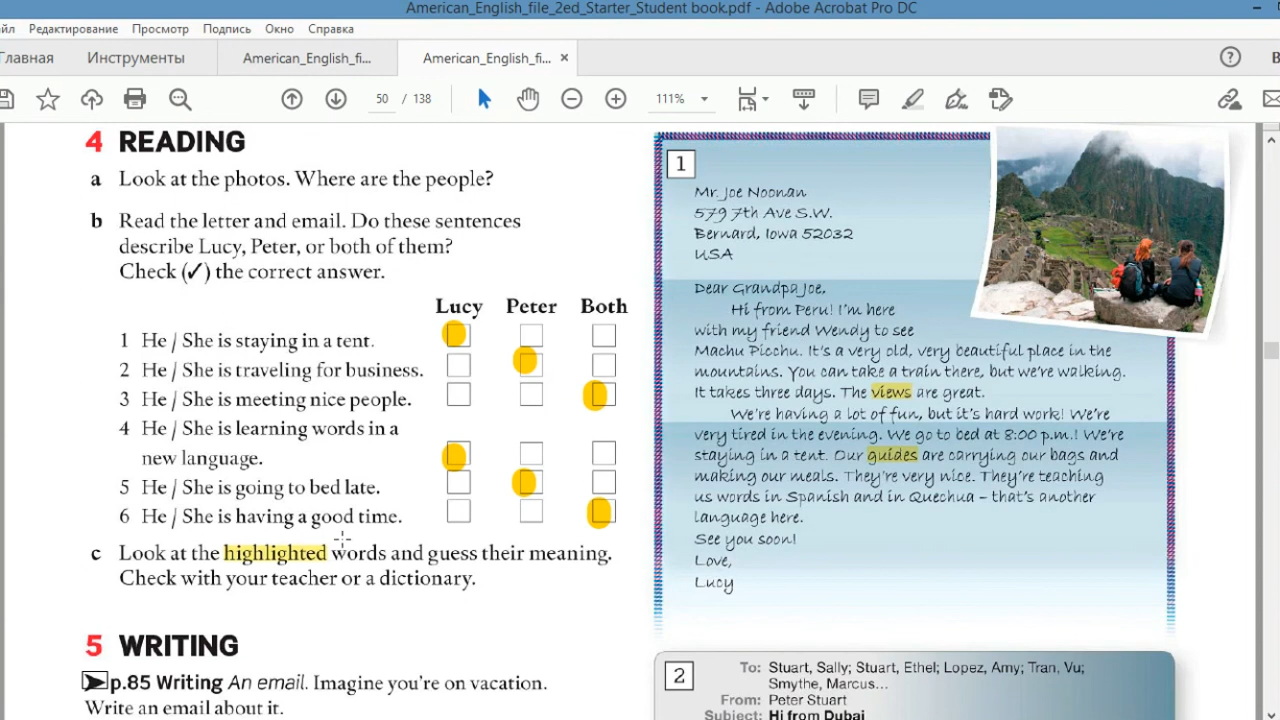 American_English_file_2ed_Starter_Student book.pdf - Adobe Acrobat Pro DC
йл Редактирование Просмотр Подпись Окно Справка
Главная Инструменты American_English_fi... American_English_fi... ×
50 / 138 111%
4 READING
a Look at the photos. Where are the people?
b Read the letter and email. Do these sentences
describe Lucy, Peter, or both of them?
Check (✓) the correct answer.
Lucy Peter Both
1 He / She is staying in a tent.
2 He / She is traveling for business.
3 He / She is meeting nice people.
4 He / She is learning words in a
new language.
5 He / She is going to bed late.
6 He / She is having a good time.
c Look at the highlighted words and guess their meaning.
Check with your teacher or a dictionary.
5 WRITING
p.85 Writing An email. Imagine you're on vacation.
Write an email about it.
1
Mr. Joe Noonan
579 7th Ave S.W.
Bernard, Iowa 52032
USA
Dear Grandpa Joe,
Hi from Peru! I'm here
with my friend Wendy to see
Machu Picchu. It's a very old, very beautiful place in the
mountains. You can take a train there, but we're walking.
It takes three days. The views are great.
We're having a lot of fun, but it's hard work! We're
very tired in the evening. We go to bed at 8:00 p.m.! We're
staying in a tent. Our guides are carrying our bags and
making our meals. They're very nice. They're teaching
us words in Spanish and in Quechua – that's another
language here.
See you soon!
Love,
Lucy
2
To: Stuart, Sally; Stuart, Ethel; Lopez, Amy; Tran, Vu;
Smythe, Marcus...
From: Peter Stuart
Subject: Hi from Dubai